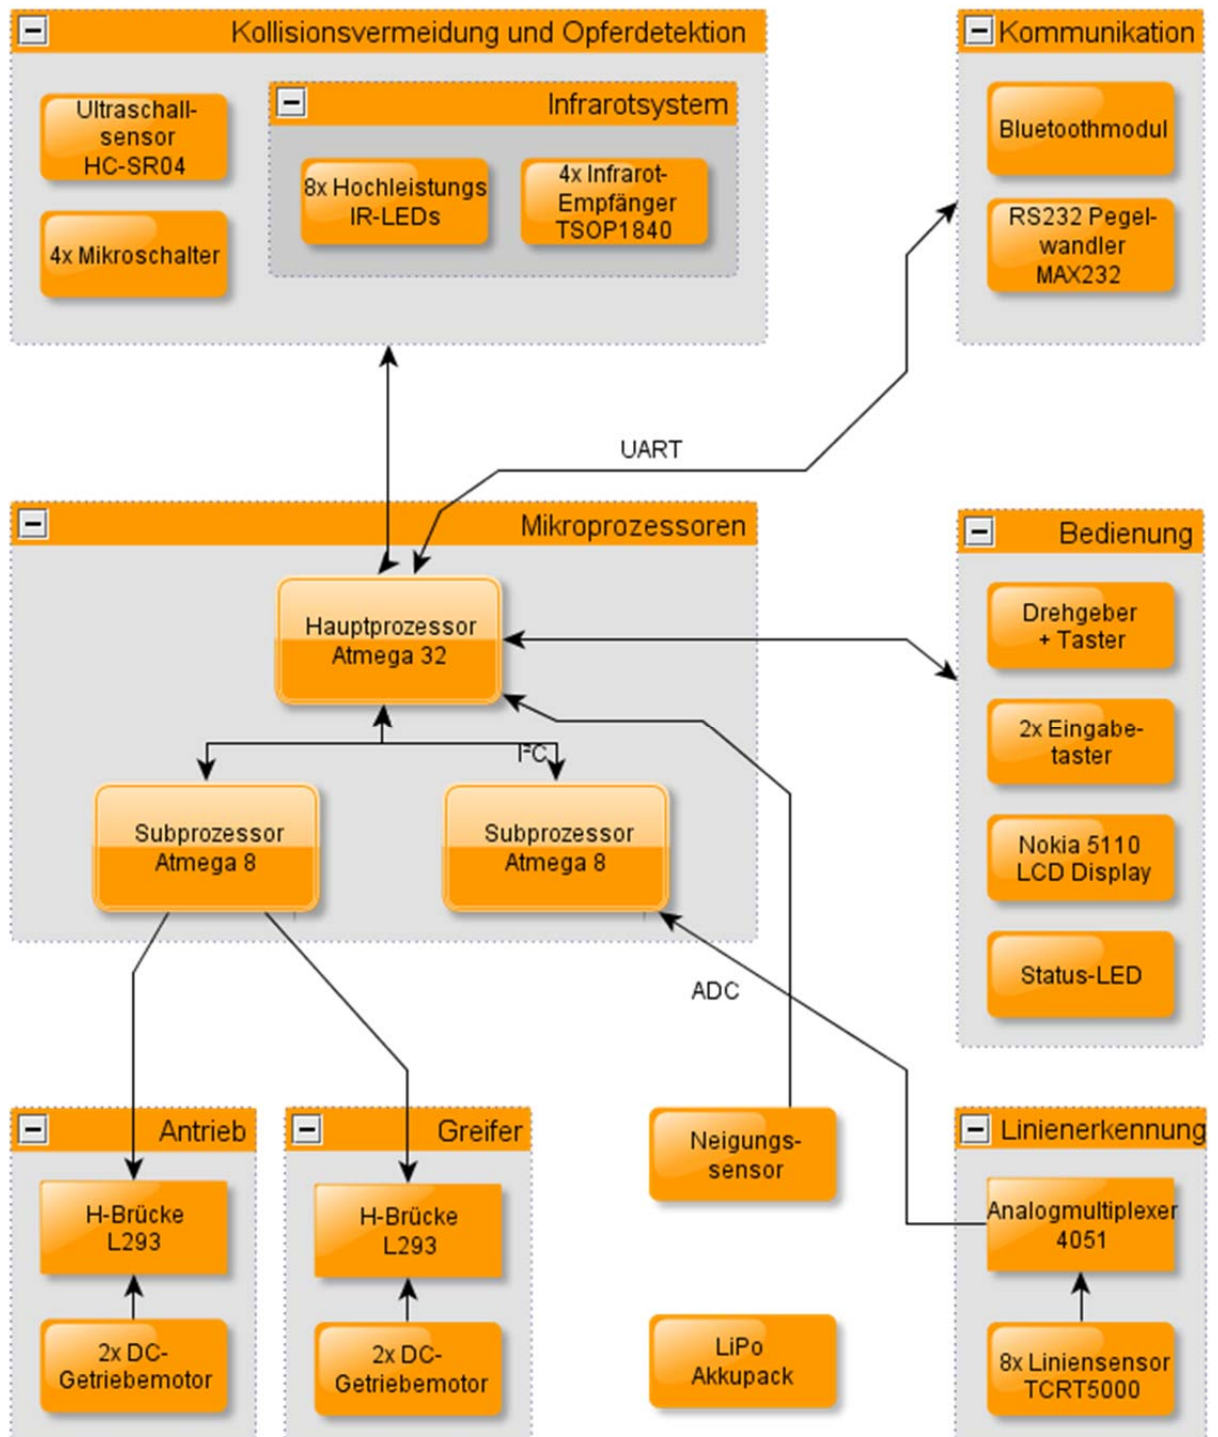 Kollisionsvermeidung und Opferdetektion
Ultraschall-
sensor
HC-SR04
4x Mikroschalter
Infrarotsystem
8x Hochleistungs
IR-LEDs
4x Infrarot-
Empfänger
TSOP1840
Kommunikation
Bluetoothmodul
RS232 Pegel-
wandler
MAX232
UART
Mikroprozessoren
Hauptprozessor
Atmega 32
I²C
Subprozessor
Atmega 8
Subprozessor
Atmega 8
Bedienung
Drehgeber
+ Taster
2x Eingabe-
taster
Nokia 5110
LCD Display
Status-LED
ADC
Antrieb
H-Brücke
L293
2x DC-
Getriebemotor
Greifer
H-Brücke
L293
2x DC-
Getriebemotor
Neigungs-
sensor
LiPo
Akkupack
Linienerkennung
Analogmultiplexer
4051
8x Liniensensor
TCRT5000